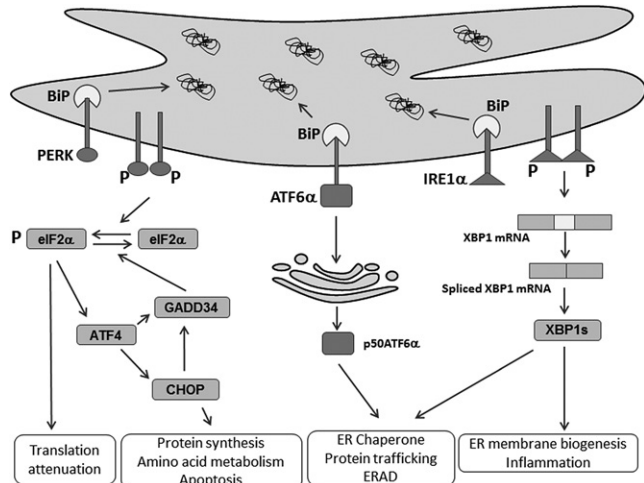 BiP
BiP
BiP
PERK
P
P
ATF6α
IRE1α
P
P
P
eIF2α
eIF2α
XBP1 mRNA
Spliced XBP1 mRNA
GADD34
ATF4
p50ATF6α
XBP1s
CHOP
Translation
attenuation
Protein synthesis
Amino acid metabolism
Apoptosis
ER Chaperone
Protein trafficking
ERAD
ER membrane biogenesis
Inflammation